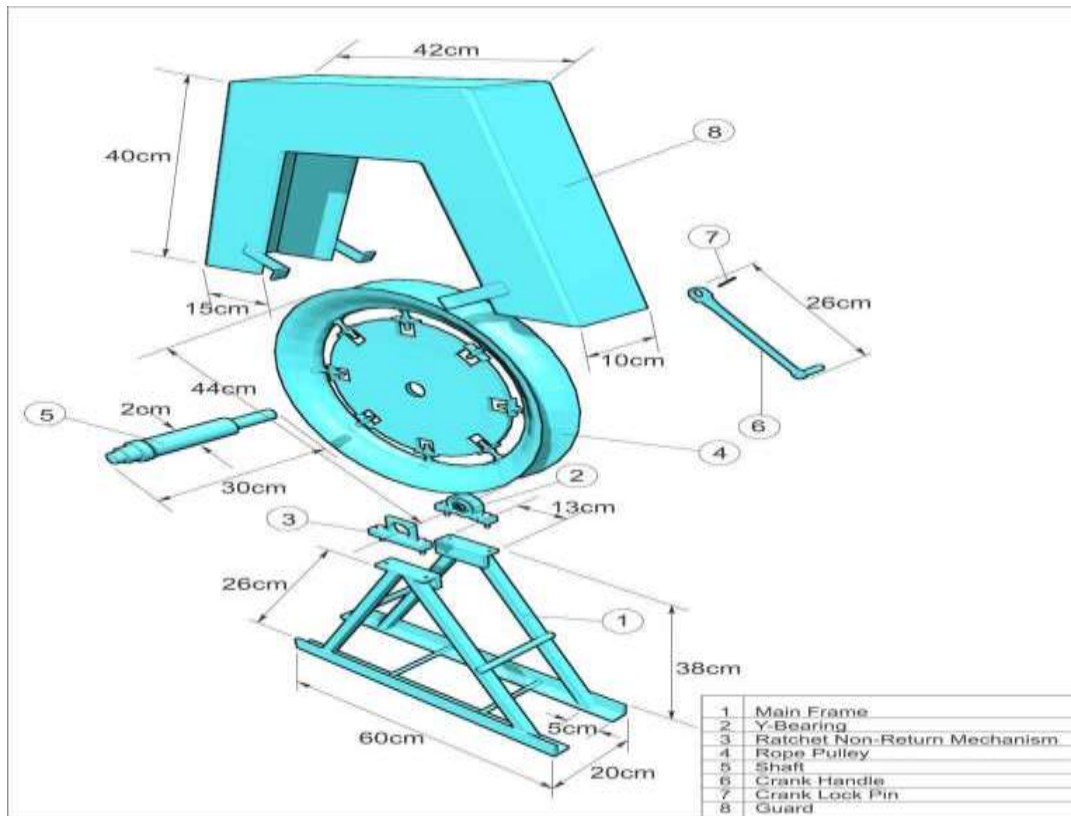 42cm
8
40cm
7
26cm
15cm
10cm
44cm
5
2cm
6
4
30cm
2
13cm
3
26cm
1
38cm
5cm
60cm
20cm
1 Main Frame
2 Y-Bearing
3 Ratchet Non-Return Mechanism
4 Rope Pulley
5 Shaft
6 Crank Handle
7 Crank Lock Pin
8 Guard